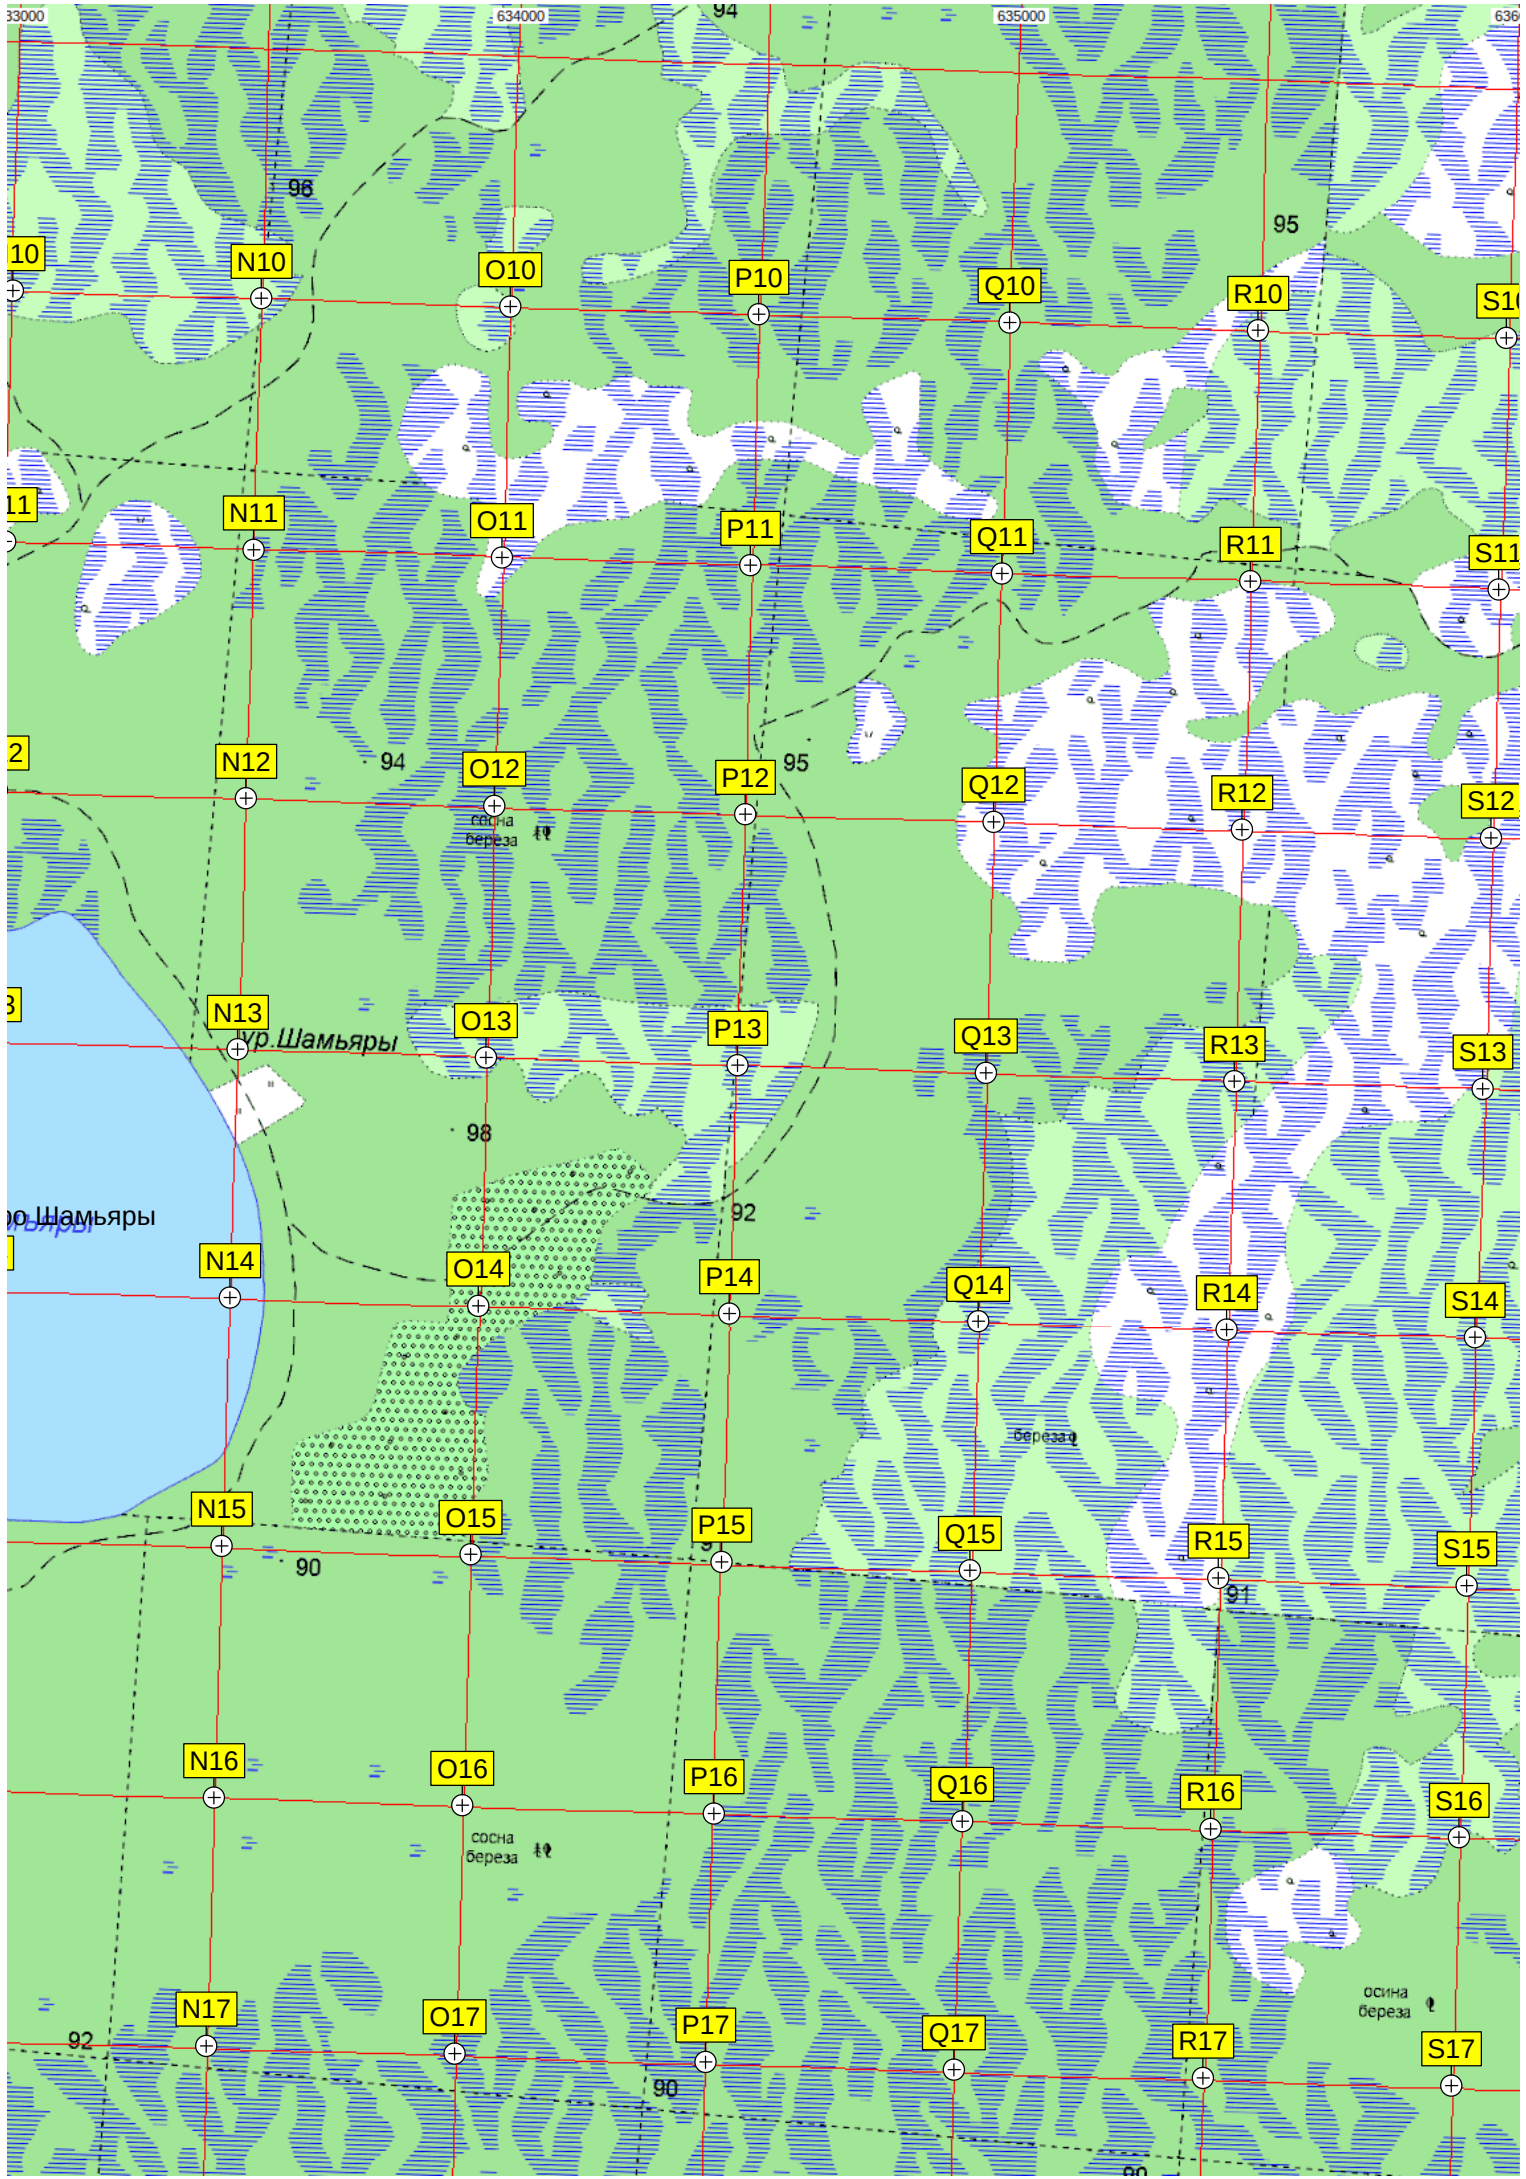 33000 634000 635000 636
94
96
95
10 N10 O10 P10 Q10 R10 S10
11 N11 O11 P11 Q11 R11 S11
2 N12 O12 P12 Q12 R12 S12
94 95
сосна
береза
3 N13 O13 P13 Q13 R13 S13
ур.Шамьяры
98
92
ро Шамьяры
N14 O14 P14 Q14 R14 S14
береза
N15 O15 P15 Q15 R15 S15
90
91
N16 O16 P16 Q16 R16 S16
сосна
береза
осина
береза
N17 O17 P17 Q17 R17 S17
92
90
90